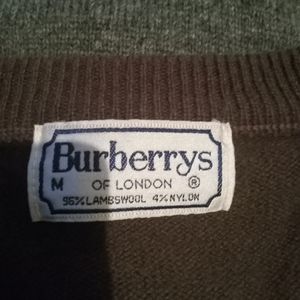 Burberrys
M OF LONDON ®
96% LAMBSWOOL 4% NYLON